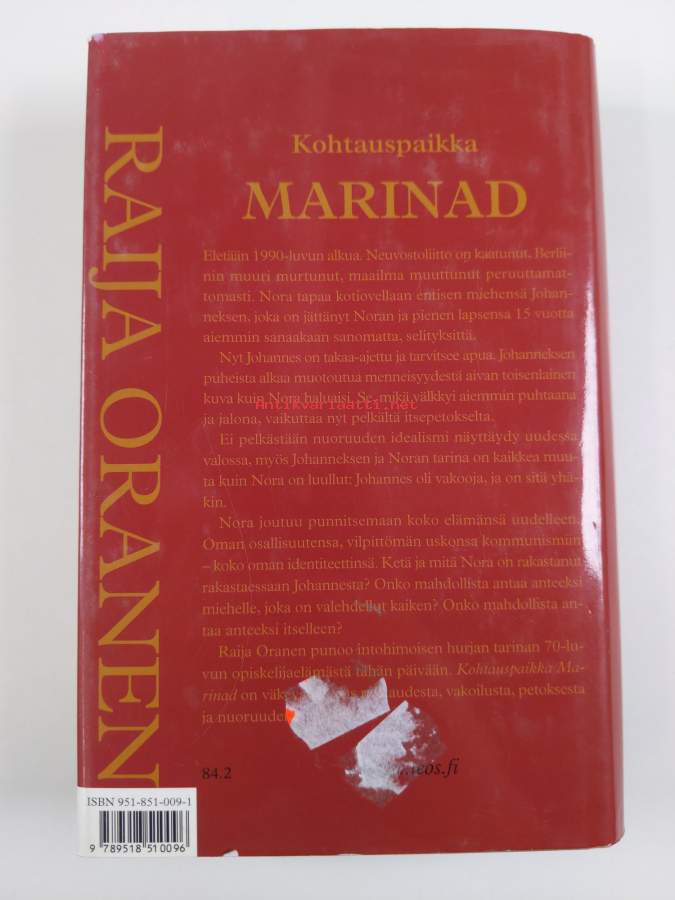 RAIJA ORANEN
Kohtauspaikka
MARINAD
Eletään 1990-luvun alkua. Neuvostoliitto on kaatunut, Berlii-
nin muuri murtunut, maailma muuttunut peruuttamat-
tomasti. Nora tapaa kotiovellaan entisen miehensä Johan-
neksen, joka on jättänyt Noran ja pienen lapsensa 15 vuotta
aiemmin sanaakaan sanomatta, selityksittä.
Nyt Johannes on takaa-ajettu ja tarvitsee apua. Johanneksen
puheista alkaa muotoutua menneisyydestä aivan toisenlainen
kuva kuin Nora haluaisi. Se, mikä välkkyi aiemmin puhtaana
antikvariaatti.net
ja jalona, vaikuttaa nyt pelkältä itsepetokselta.
Ei pelkästään nuoruuden idealismi näyttäydy uudessa
valossa, myös Johanneksen ja Noran tarina on kaikkea muu-
ta kuin Nora on luullut: Johannes oli vakooja, ja on sitä yhä-
kin.
Nora joutuu punnitsemaan koko elämänsä uudelleen.
Oman osallisuutensa, vilpittömän uskonsa kommunismiin
– koko oman identiteettinsä. Ketä ja mitä Nora on rakastanut
rakastaessaan Johannesta? Onko mahdollista antaa anteeksi
miehelle, joka on valehdellut kaiken? Onko mahdollista an-
taa anteeksi itselleen?
Raija Oranen punoo intohimoisen hurjan tarinan 70-lu-
vun opiskelijaelämästä tähän päivään. Kohtauspaikka Ma-
rinad on vakoilusta, petoksesta
ja
84.2
eos.fi
ISBN 951-851-009-1
9 789518 510096